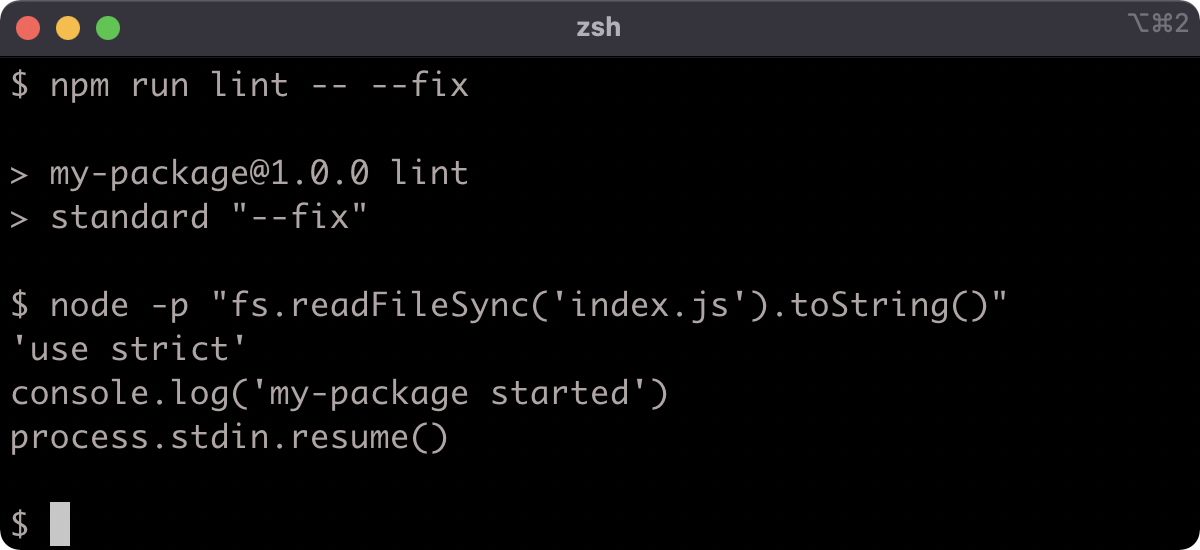 zsh
⌥⌘2
$ npm run lint -- --fix
> my-package@1.0.0 lint
> standard "--fix"
$ node -p "fs.readFileSync('index.js').toString()"
'use strict'
console.log('my-package started')
process.stdin.resume()
$